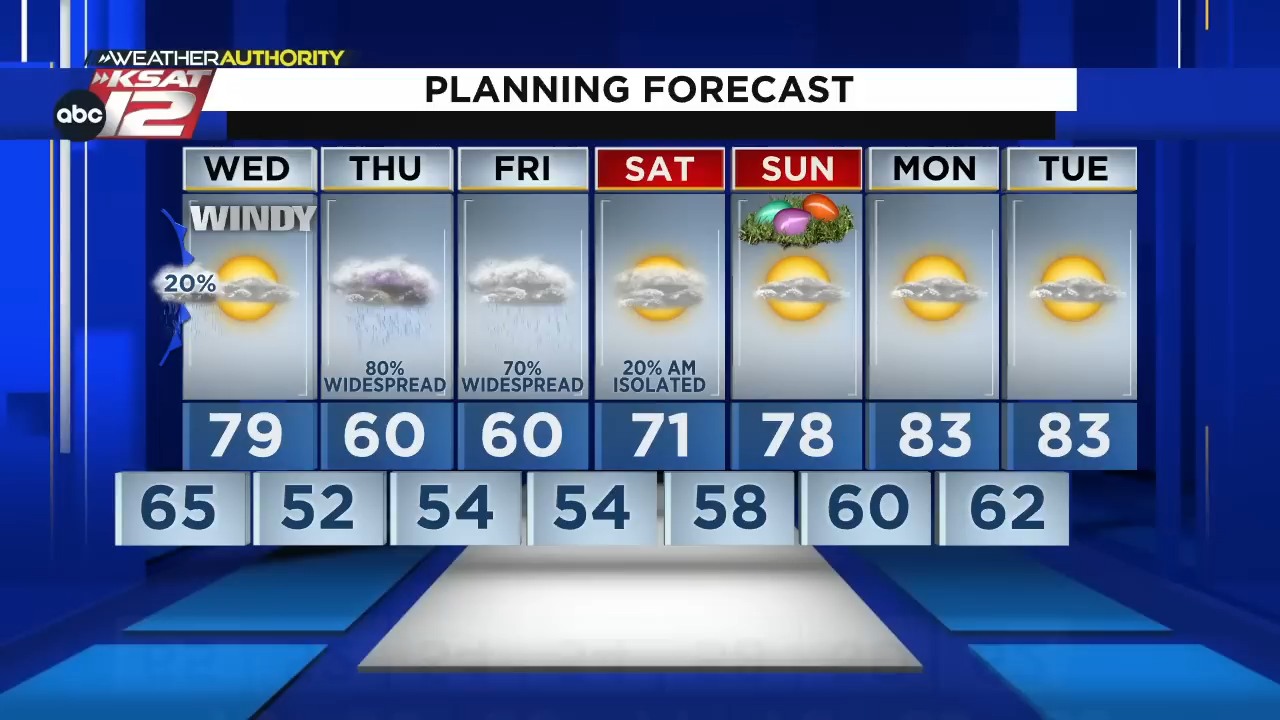 WEATHERAUTHORITY
KSAT
abc 12
PLANNING FORECAST
WED THU FRI SAT SUN MON TUE
WINDY
20%
80% 70% 20% AM
WIDESPREAD WIDESPREAD ISOLATED
79 60 60 71 78 83 83
65 52 54 54 58 60 62